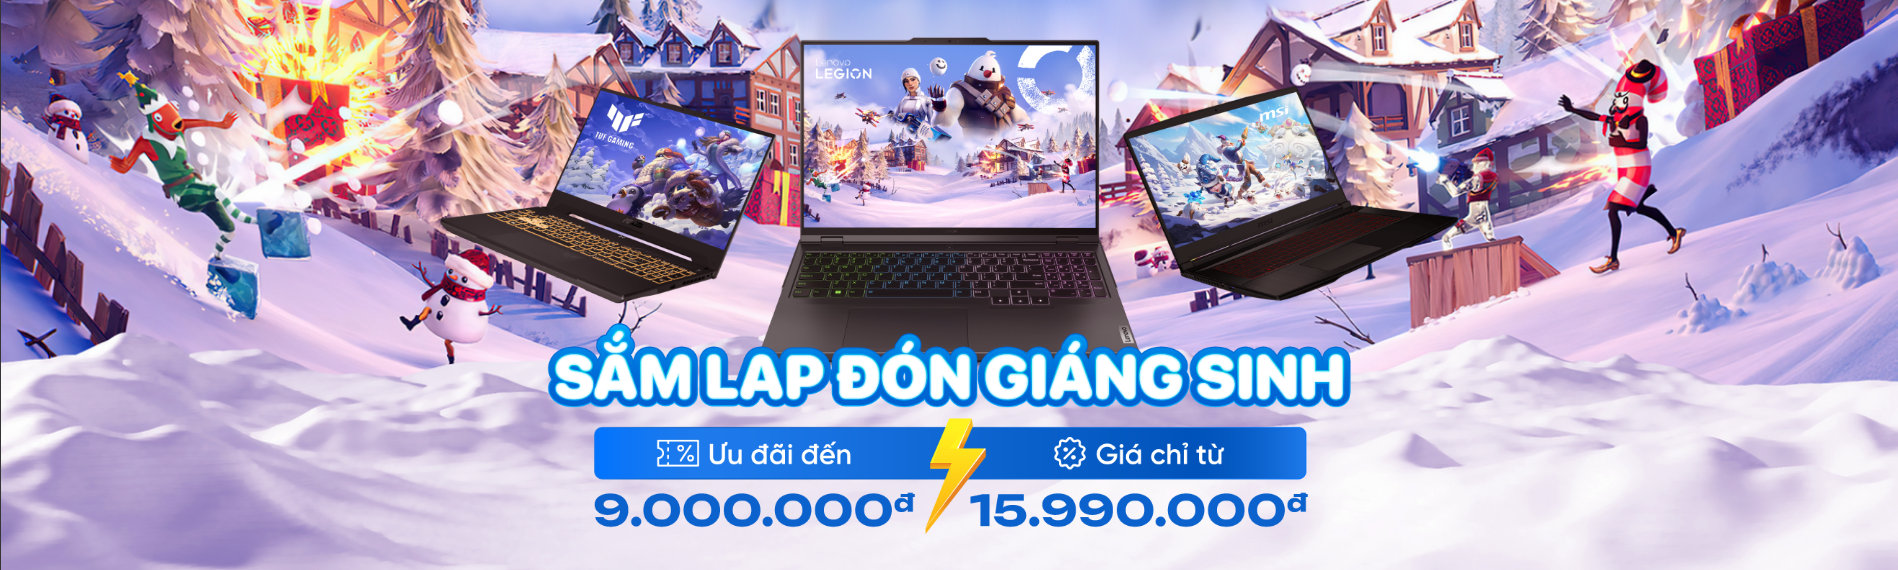 TUF GAMING
Lenovo
LEGION
msi
Lenovo
SẮM LAP ĐÓN GIÁNG SINH
% Ưu đãi đến
9.000.000đ
% Giá chỉ từ
15.990.000đ